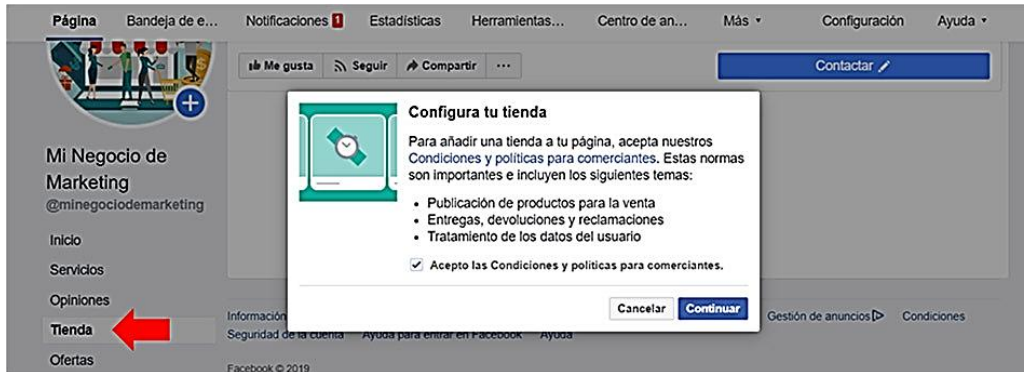 Página Bandeja de e... Notificaciones 1 Estadísticas Herramientas... Centro de an... Más Configuración Ayuda
Me gusta Seguir Compartir ... Contactar
Mi Negocio de
Marketing
@minegociodemarketing
Inicio
Servicios
Opiniones
Tienda
Ofertas
Configura tu tienda
Para añadir una tienda a tu página, acepta nuestros
Condiciones y políticas para comerciantes. Estas normas
son importantes e incluyen los siguientes temas:
• Publicación de productos para la venta
• Entregas, devoluciones y reclamaciones
• Tratamiento de los datos del usuario
Acepto las Condiciones y políticas para comerciantes.
Cancelar Continuar
Información Gestión de anuncios Condiciones
Seguridad de la cuenta Ayuda para entrar en Facebook Ayuda
Facebook © 2019